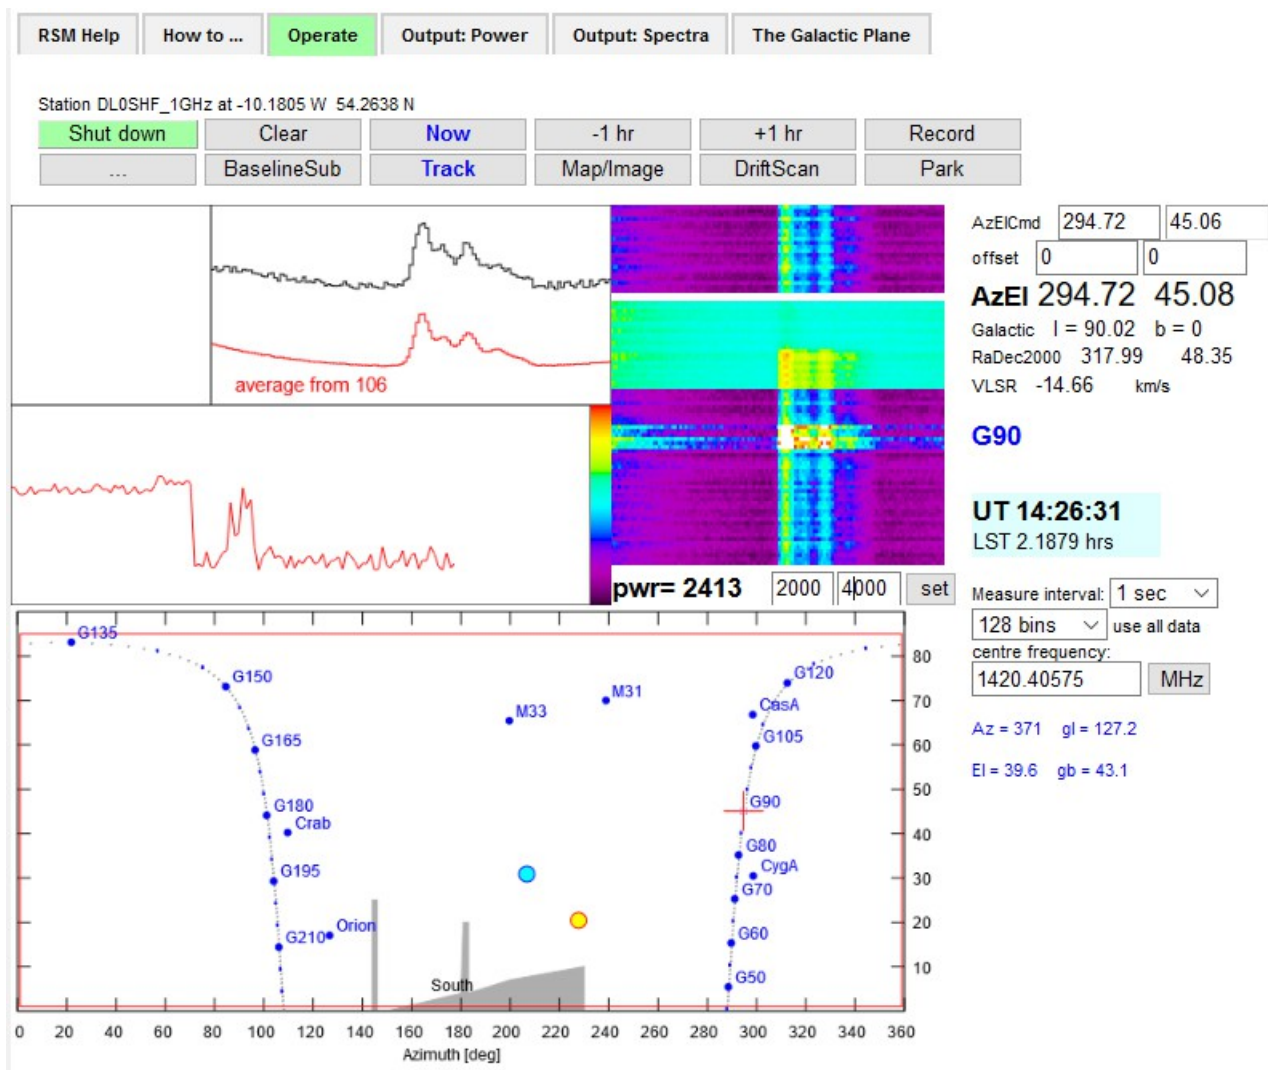 RSM Help How to ... Operate Output: Power Output: Spectra The Galactic Plane
Station DL0SHF_1GHz at -10.1805 W 54.2638 N
Shut down Clear Now -1 hr +1 hr Record
... BaselineSub Track Map/Image DriftScan Park
average from 106
pwr= 2413 2000 4000 set
AzElCmd 294.72 45.06
offset 0 0
AzEl 294.72 45.08
Galactic l = 90.02 b = 0
RaDec2000 317.99 48.35
VLSR -14.66 km/s
G90
UT 14:26:31
LST 2.1879 hrs
Measure interval: 1 sec
128 bins use all data
centre frequency:
1420.40575 MHz
Az = 371 gl = 127.2
El = 39.6 gb = 43.1
G135
G150
G165
G180
Crab
G195
G210
Orion
M33
M31
South
G120
CasA
G105
G90
G80
CygA
G70
G60
G50
80
70
60
50
40
30
20
10
0 20 40 60 80 100 120 140 160 180 200 220 240 260 280 300 320 340 360
Azimuth [deg]